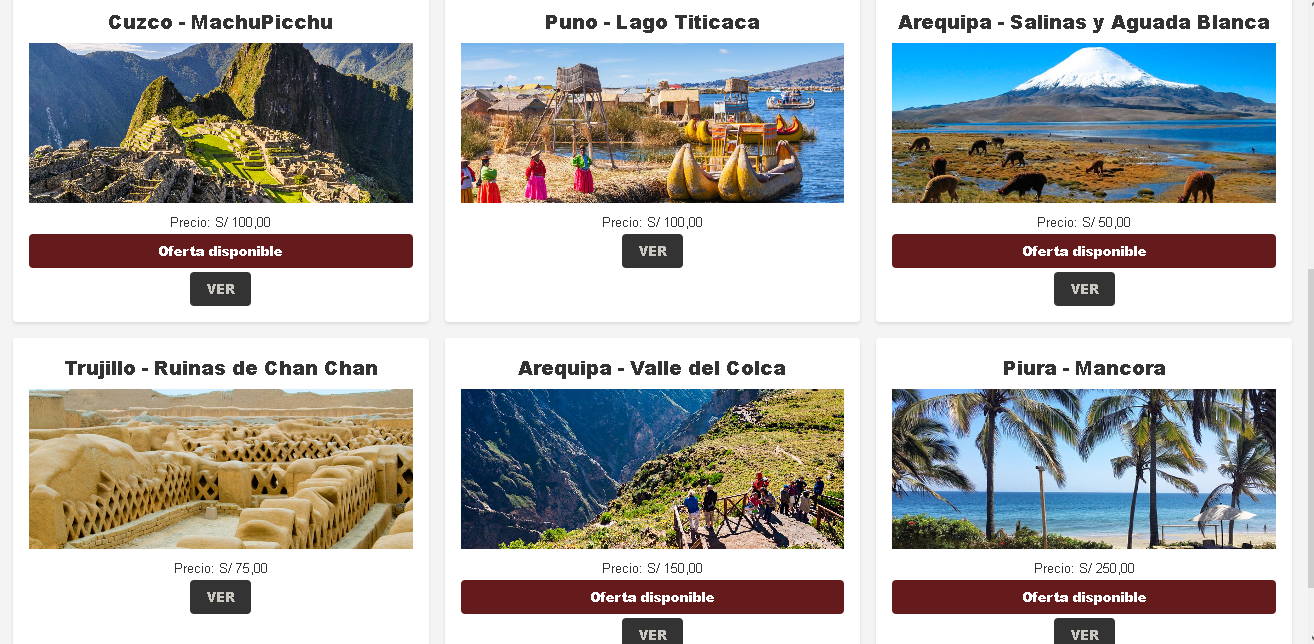 Cuzco - MachuPicchu
Precio: S/ 100,00
Oferta disponible
VER
Puno - Lago Titicaca
Precio: S/ 100,00
VER
Arequipa - Salinas y Aguada Blanca
Precio: S/ 50,00
Oferta disponible
VER
Trujillo - Ruinas de Chan Chan
Precio: S/ 75,00
VER
Arequipa - Valle del Colca
Precio: S/ 150,00
Oferta disponible
VER
Piura - Mancora
Precio: S/ 250,00
Oferta disponible
VER